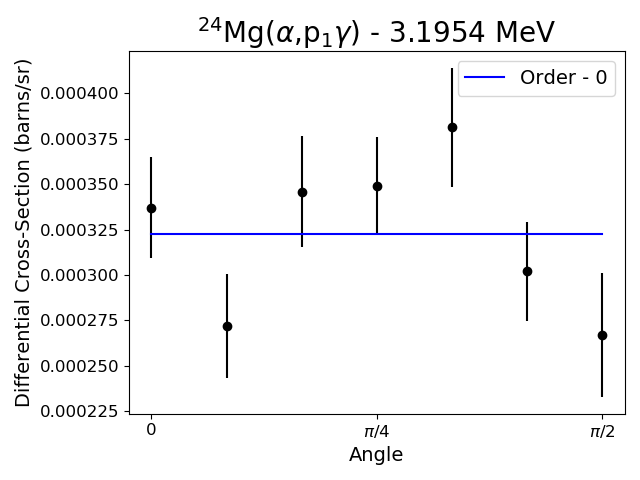 ²⁴Mg(α,p₁γ) - 3.1954 MeV
Differential Cross-Section (barns/sr)
0.000400
0.000375
0.000350
0.000325
0.000300
0.000275
0.000250
0.000225
Order - 0
0 π/4 π/2
Angle